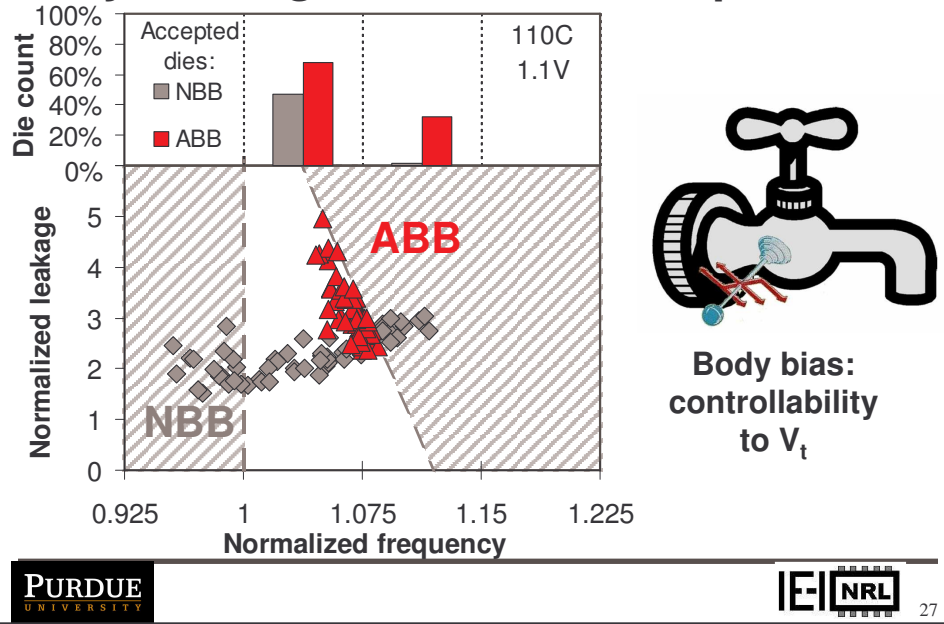 100%
80%
60%
40%
20%
0%
Die count
Accepted
dies:
NBB
ABB
110C
1.1V
5
4
3
2
1
0
Normalized leakage
ABB
NBB
0.925 1 1.075 1.15 1.225
Normalized frequency
Body bias:
controllability
to Vt
PURDUE
UNIVERSITY
NRL
27